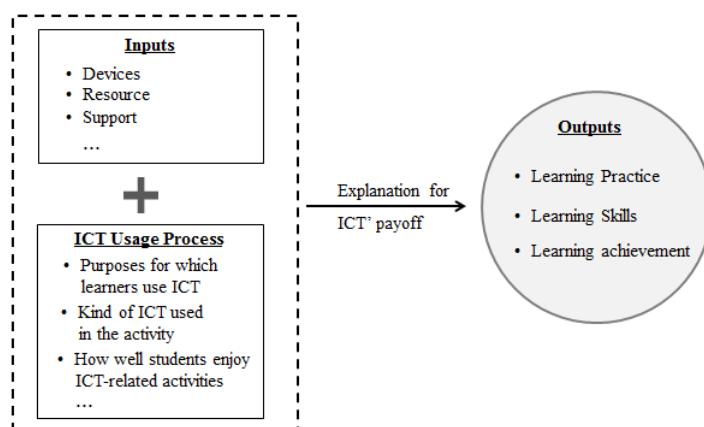 Inputs
• Devices
• Resource
• Support
…
+
ICT Usage Process
• Purposes for which
learners use ICT
• Kind of ICT used
in the activity
• How well students enjoy
ICT-related activities
…
Explanation for
ICT' payoff
Outputs
• Learning Practice
• Learning Skills
• Learning achievement